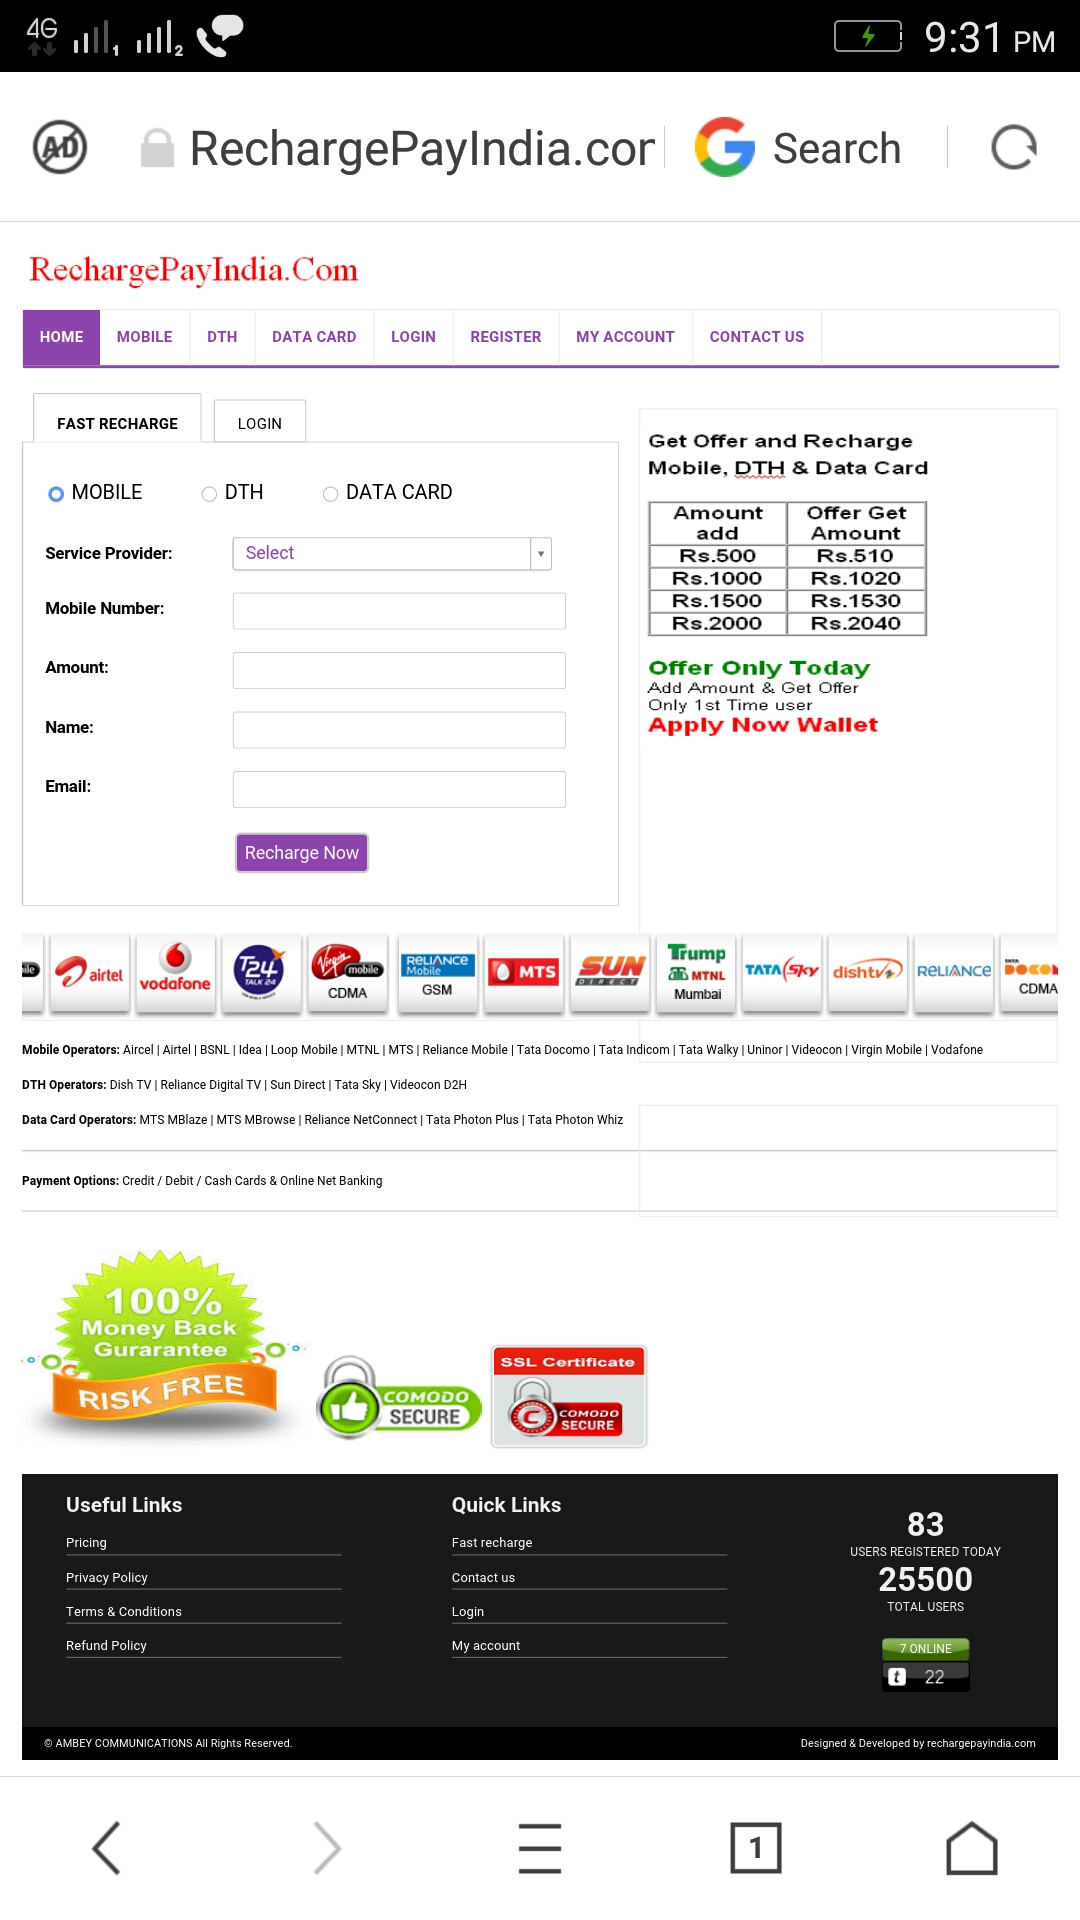 4G 1 2 9:31 PM
AD RechargePayIndia.com Search
RechargePayIndia.Com
HOME MOBILE DTH DATA CARD LOGIN REGISTER MY ACCOUNT CONTACT US
FAST RECHARGE LOGIN
MOBILE DTH DATA CARD
Service Provider: Select
Mobile Number:
Amount:
Name:
Email:
Recharge Now
Get Offer and Recharge
Mobile, DTH & Data Card
Amount add Offer Get Amount
Rs.500 Rs.510
Rs.1000 Rs.1020
Rs.1500 Rs.1530
Rs.2000 Rs.2040
Offer Only Today
Add Amount & Get Offer
Only 1st Time user
Apply Now Wallet
airtel
vodafone
T24 TALK 24
Virgin mobile CDMA
RELIANCE Mobile GSM
MTS
SUN DIRECT
Trump MTNL Mumbai
TATA Sky
dishtv
RELIANCE
TATA DOCOMO CDMA
Mobile Operators: Aircel | Airtel | BSNL | Idea | Loop Mobile | MTNL | MTS | Reliance Mobile | Tata Docomo | Tata Indicom | Tata Walky | Uninor | Videocon | Virgin Mobile | Vodafone
DTH Operators: Dish TV | Reliance Digital TV | Sun Direct | Tata Sky | Videocon D2H
Data Card Operators: MTS MBlaze | MTS MBrowse | Reliance NetConnect | Tata Photon Plus | Tata Photon Whiz
Payment Options: Credit / Debit / Cash Cards & Online Net Banking
100%
Money Back
Gurarantee
RISK FREE
COMODO
SECURE
SSL Certificate
COMODO
SECURE
Useful Links
Pricing
Privacy Policy
Terms & Conditions
Refund Policy
Quick Links
Fast recharge
Contact us
Login
My account
83
USERS REGISTERED TODAY
25500
TOTAL USERS
7 ONLINE
t 22
© AMBEY COMMUNICATIONS All Rights Reserved. Designed & Developed by rechargepayindia.com
1